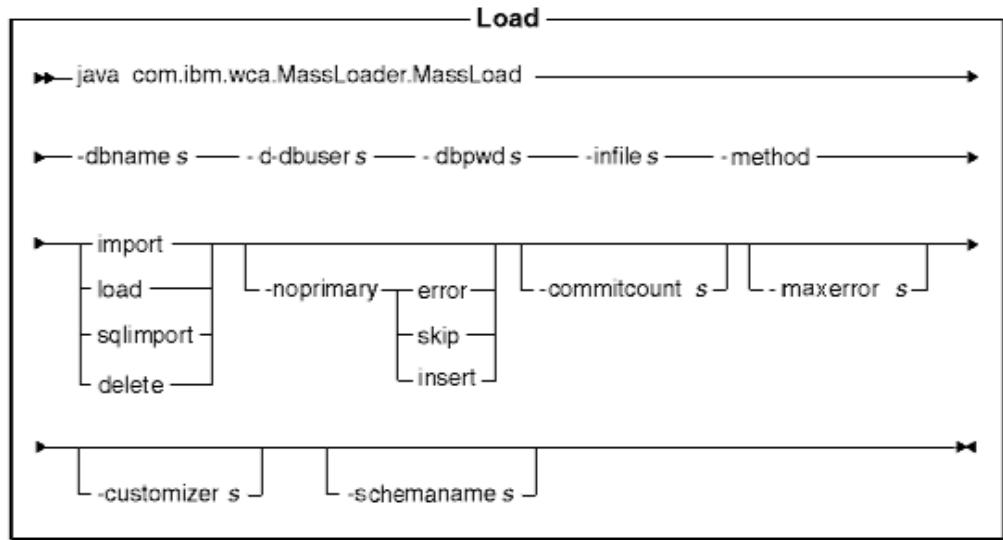 Load
java com.ibm.wca.MassLoader.MassLoad
-dbname s -d-dbuser s -dbpwd s -infile s -method
import
load
sqlimport
delete
-noprimary
error
skip
insert
-commitcount s
-maxerror s
-customizer s -schemaname s